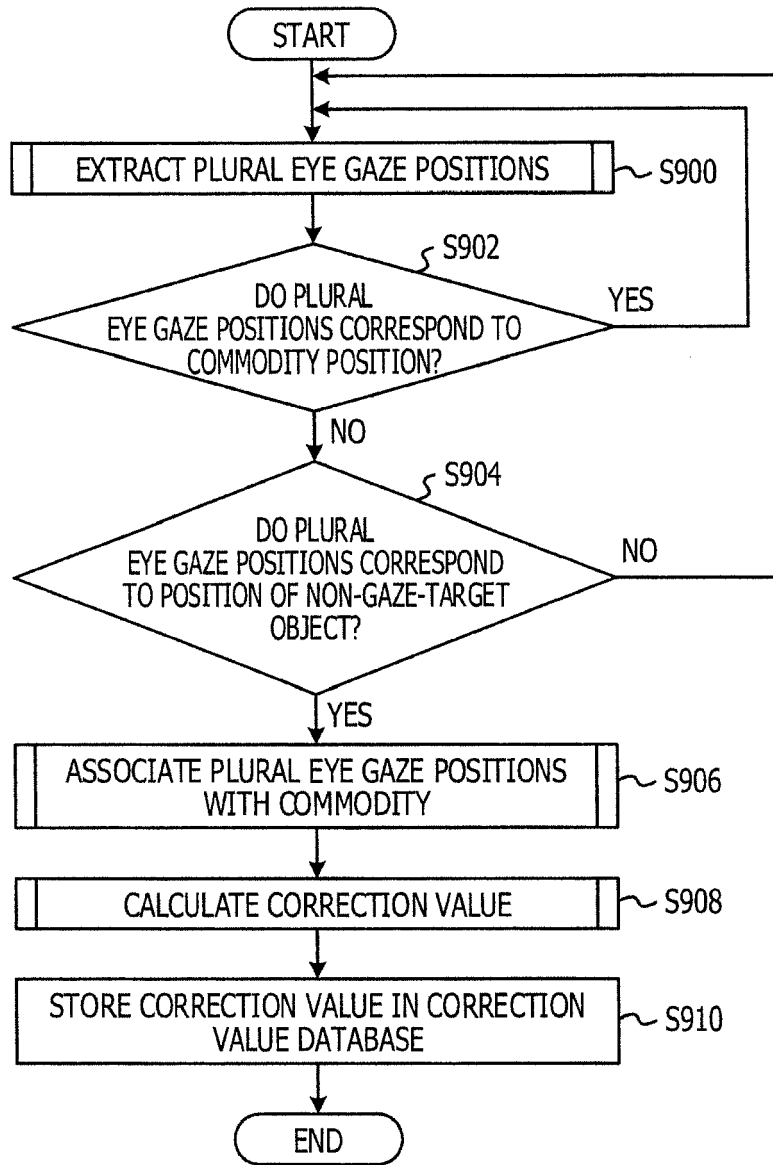 START
EXTRACT PLURAL EYE GAZE POSITIONS
S900
S902
DO PLURAL
EYE GAZE POSITIONS CORRESPOND TO
COMMODITY POSITION?
YES
NO
S904
DO PLURAL
EYE GAZE POSITIONS CORRESPOND
TO POSITION OF NON-GAZE-TARGET
OBJECT?
NO
YES
ASSOCIATE PLURAL EYE GAZE POSITIONS
WITH COMMODITY
S906
CALCULATE CORRECTION VALUE
S908
STORE CORRECTION VALUE IN CORRECTION
VALUE DATABASE
S910
END